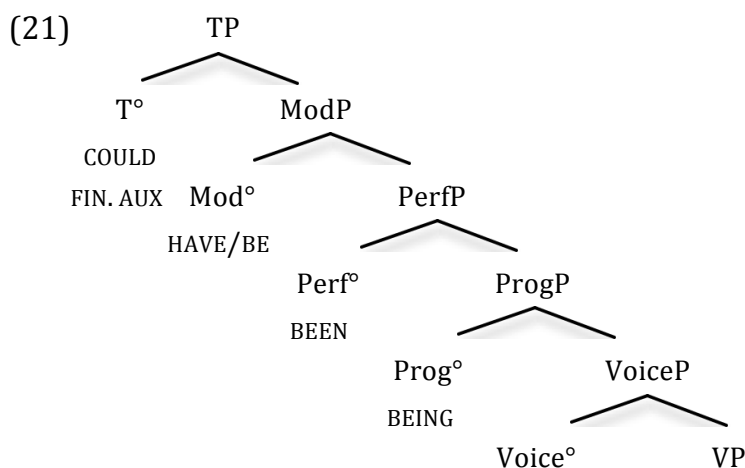 (21) TP
T° ModP
COULD
FIN. AUX Mod° PerfP
HAVE/BE
Perf° ProgP
BEEN
Prog° VoiceP
BEING
Voice° VP